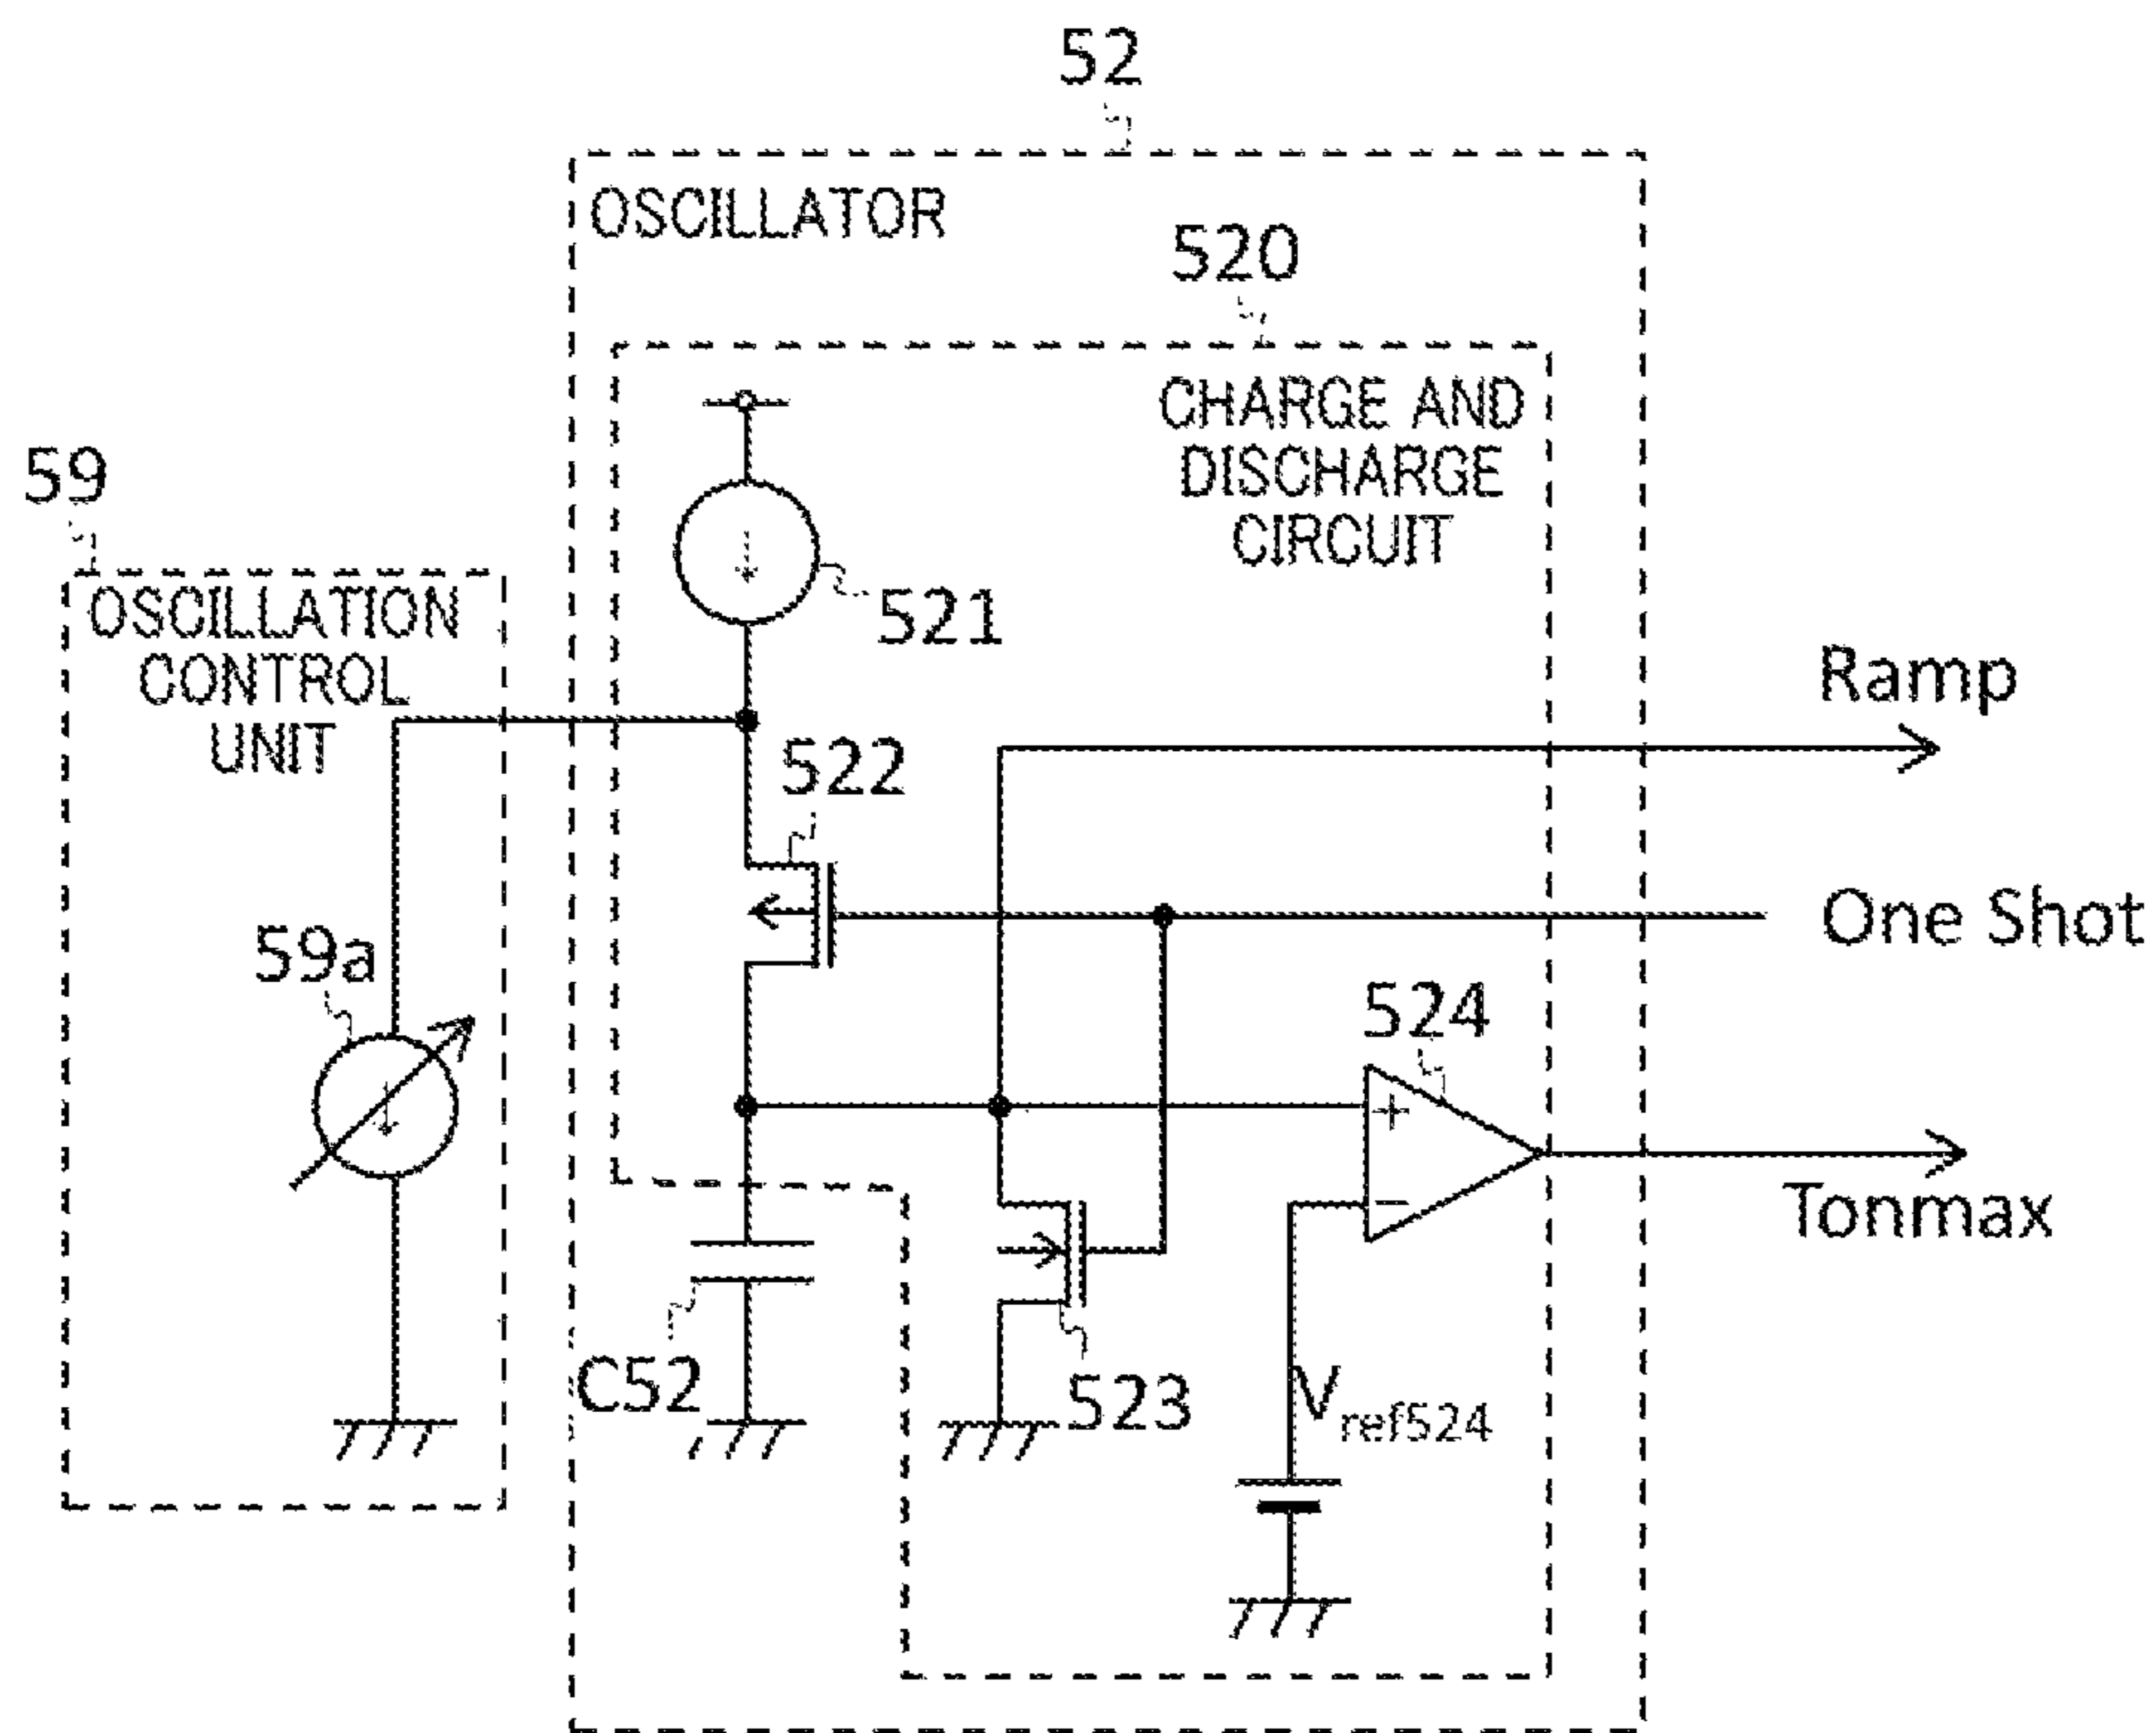 52
OSCILLATOR
520
CHARGE AND
DISCHARGE
CIRCUIT
59
OSCILLATION
CONTROL
UNIT
521
Ramp
522
One Shot
59a
524
+
−
Tonmax
C52
523
Vref524